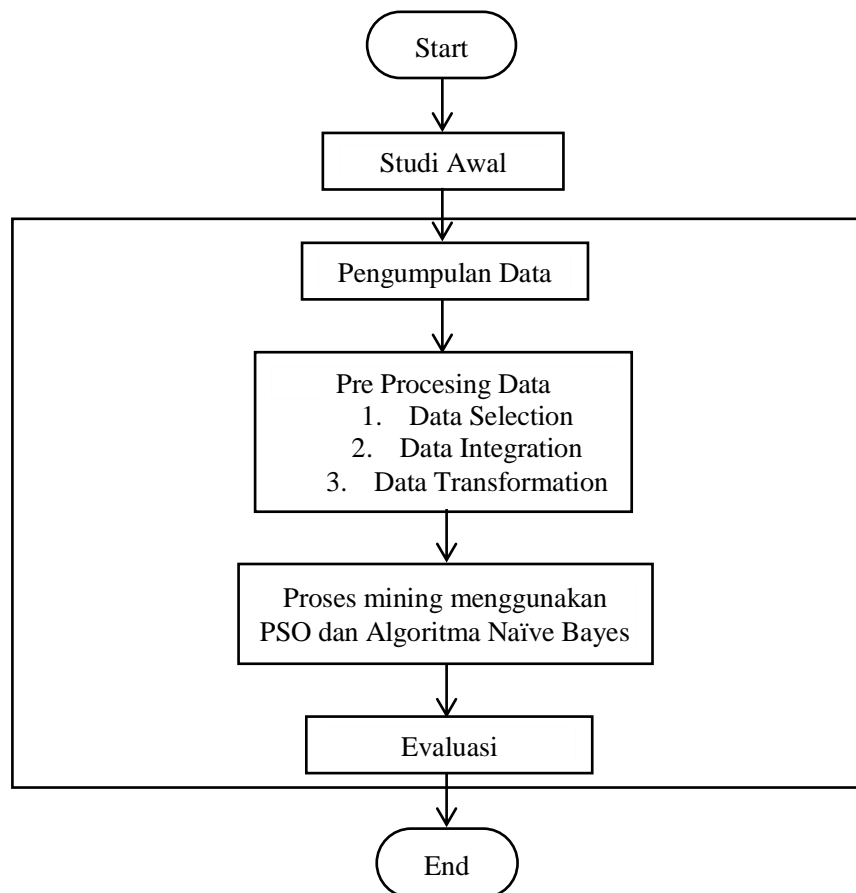 Start
Studi Awal
Pengumpulan Data
Pre Procesing Data
1. Data Selection
2. Data Integration
3. Data Transformation
Proses mining menggunakan
PSO dan Algoritma Naïve Bayes
Evaluasi
End